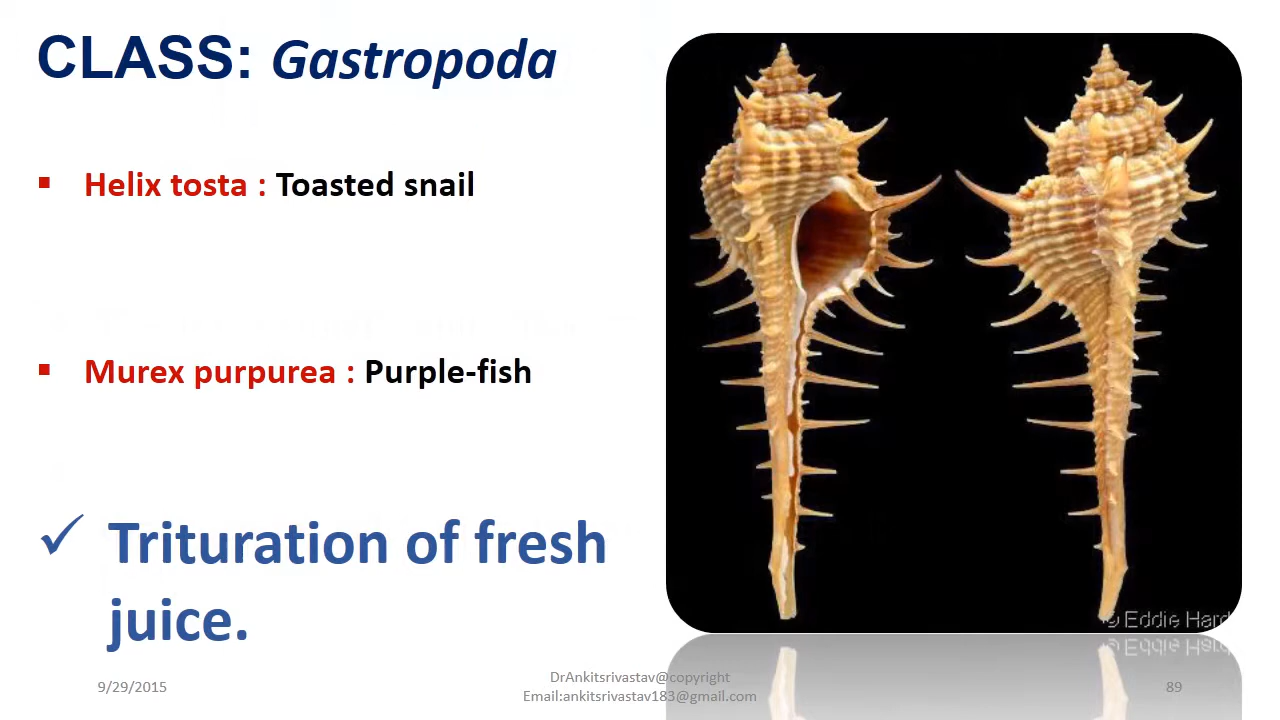 CLASS: Gastropoda
▪ Helix tosta : Toasted snail
▪ Murex purpurea : Purple-fish
✓ Trituration of fresh
juice.
© Eddie Hard
9/29/2015
DrAnkitsrivastav@copyright
Email:ankitsrivastav183@gmail.com
89